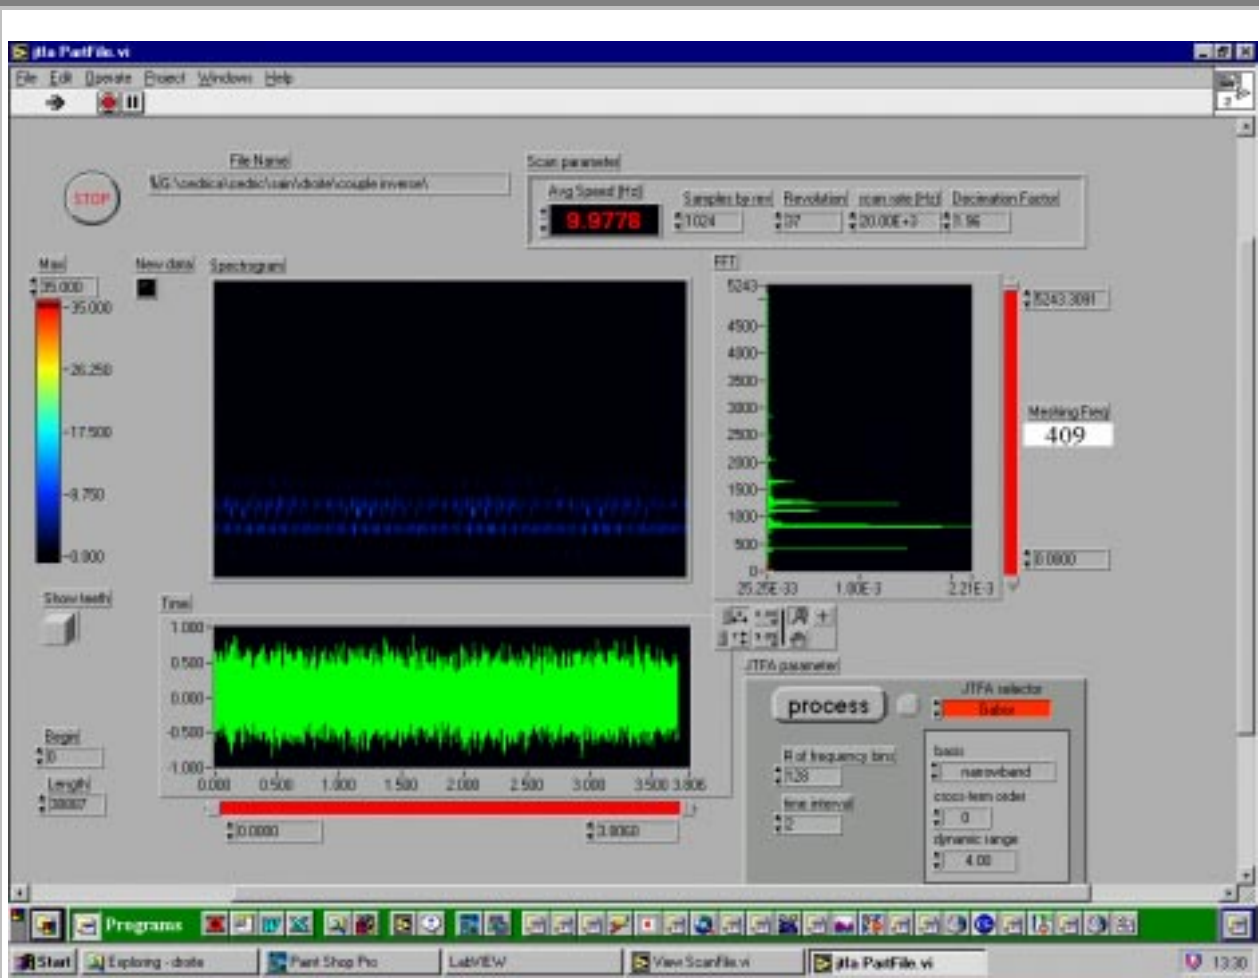 jtfa PartFile.vi
File Edit Operate Project Windows Help
2
File Name
STOP
Scan parameter
Avg Speed (Hz)
9.9778
Samples by rev
1024
Revolution
37
scan rate (Hz)
20.00E+3
Decimation Factor
1.96
Max
35.000
New data
Spectrogram
35.000
26.250
17.500
8.750
0.000
FFT
5243
4500
4000
3500
3000
2500
2000
1500
1000
500
0
25.25E-33 1.00E-3 2.21E-3
5243.3091
Meshing Freq
409
0.0000
Show teeth
Time
1.000
0.500
0.000
-0.500
-1.000
0.000 0.500 1.000 1.500 2.000 2.500 3.000 3.500 3.806
0.0000
3.8060
Begin
0
Length
JTFA parameter
process
JTFA selector
Gabor
# of frequency bins
128
time interval
2
basis
narrowband
cross-term order
0
dynamic range
4.00
Programs
Start
Exploring - droite
Paint Shop Pro
LabVIEW
View ScanFile.vi
jtfa PartFile.vi
13:30